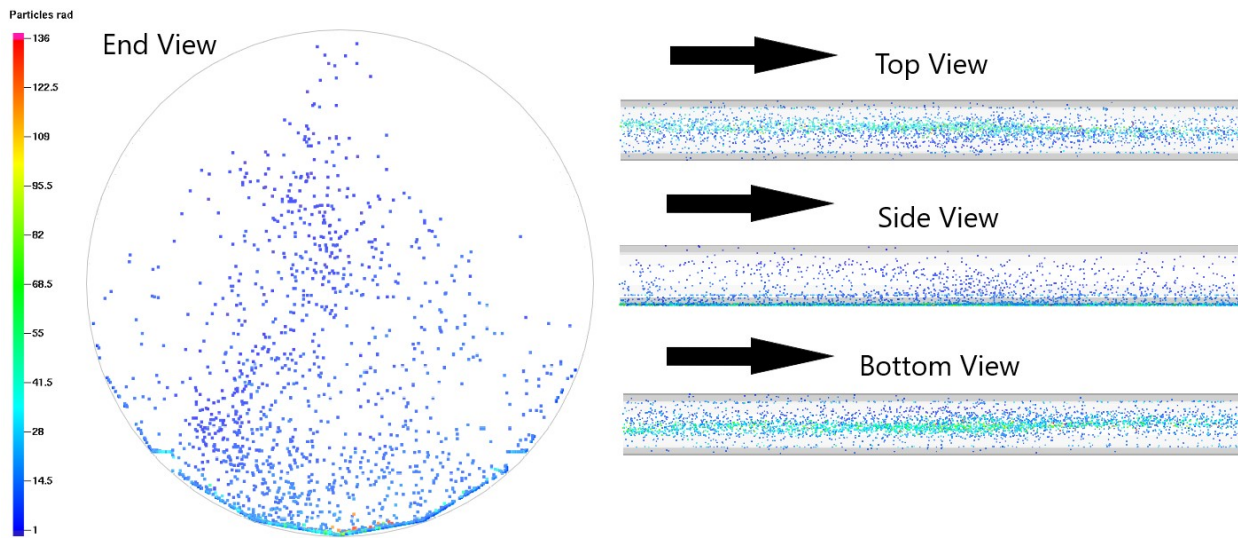 Particles rad
136
122.5
109
95.5
82
68.5
55
41.5
28
14.5
1
End View
Top View
Side View
Bottom View